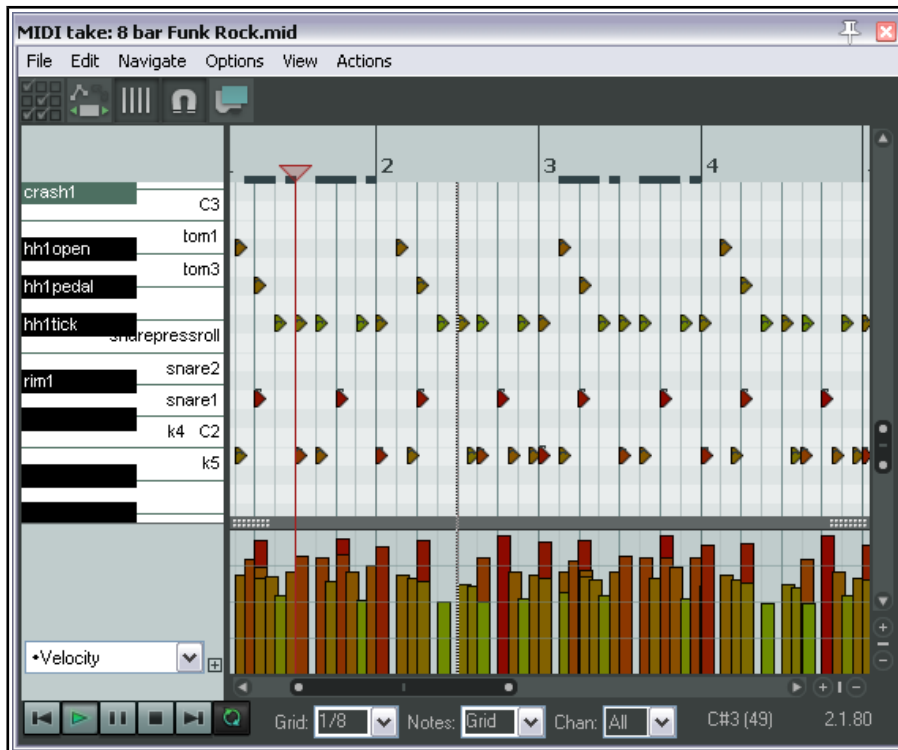 MIDI take: 8 bar Funk Rock.mid
File Edit Navigate Options View Actions
2 3 4
crash1
C3
tom1
hh1open
tom3
hh1pedal
hh1tick
snarepressroll
snare2
rim1
snare1
k4 C2
k5
•Velocity
Grid: 1/8 Notes: Grid Chan: All C#3 (49) 2.1.80